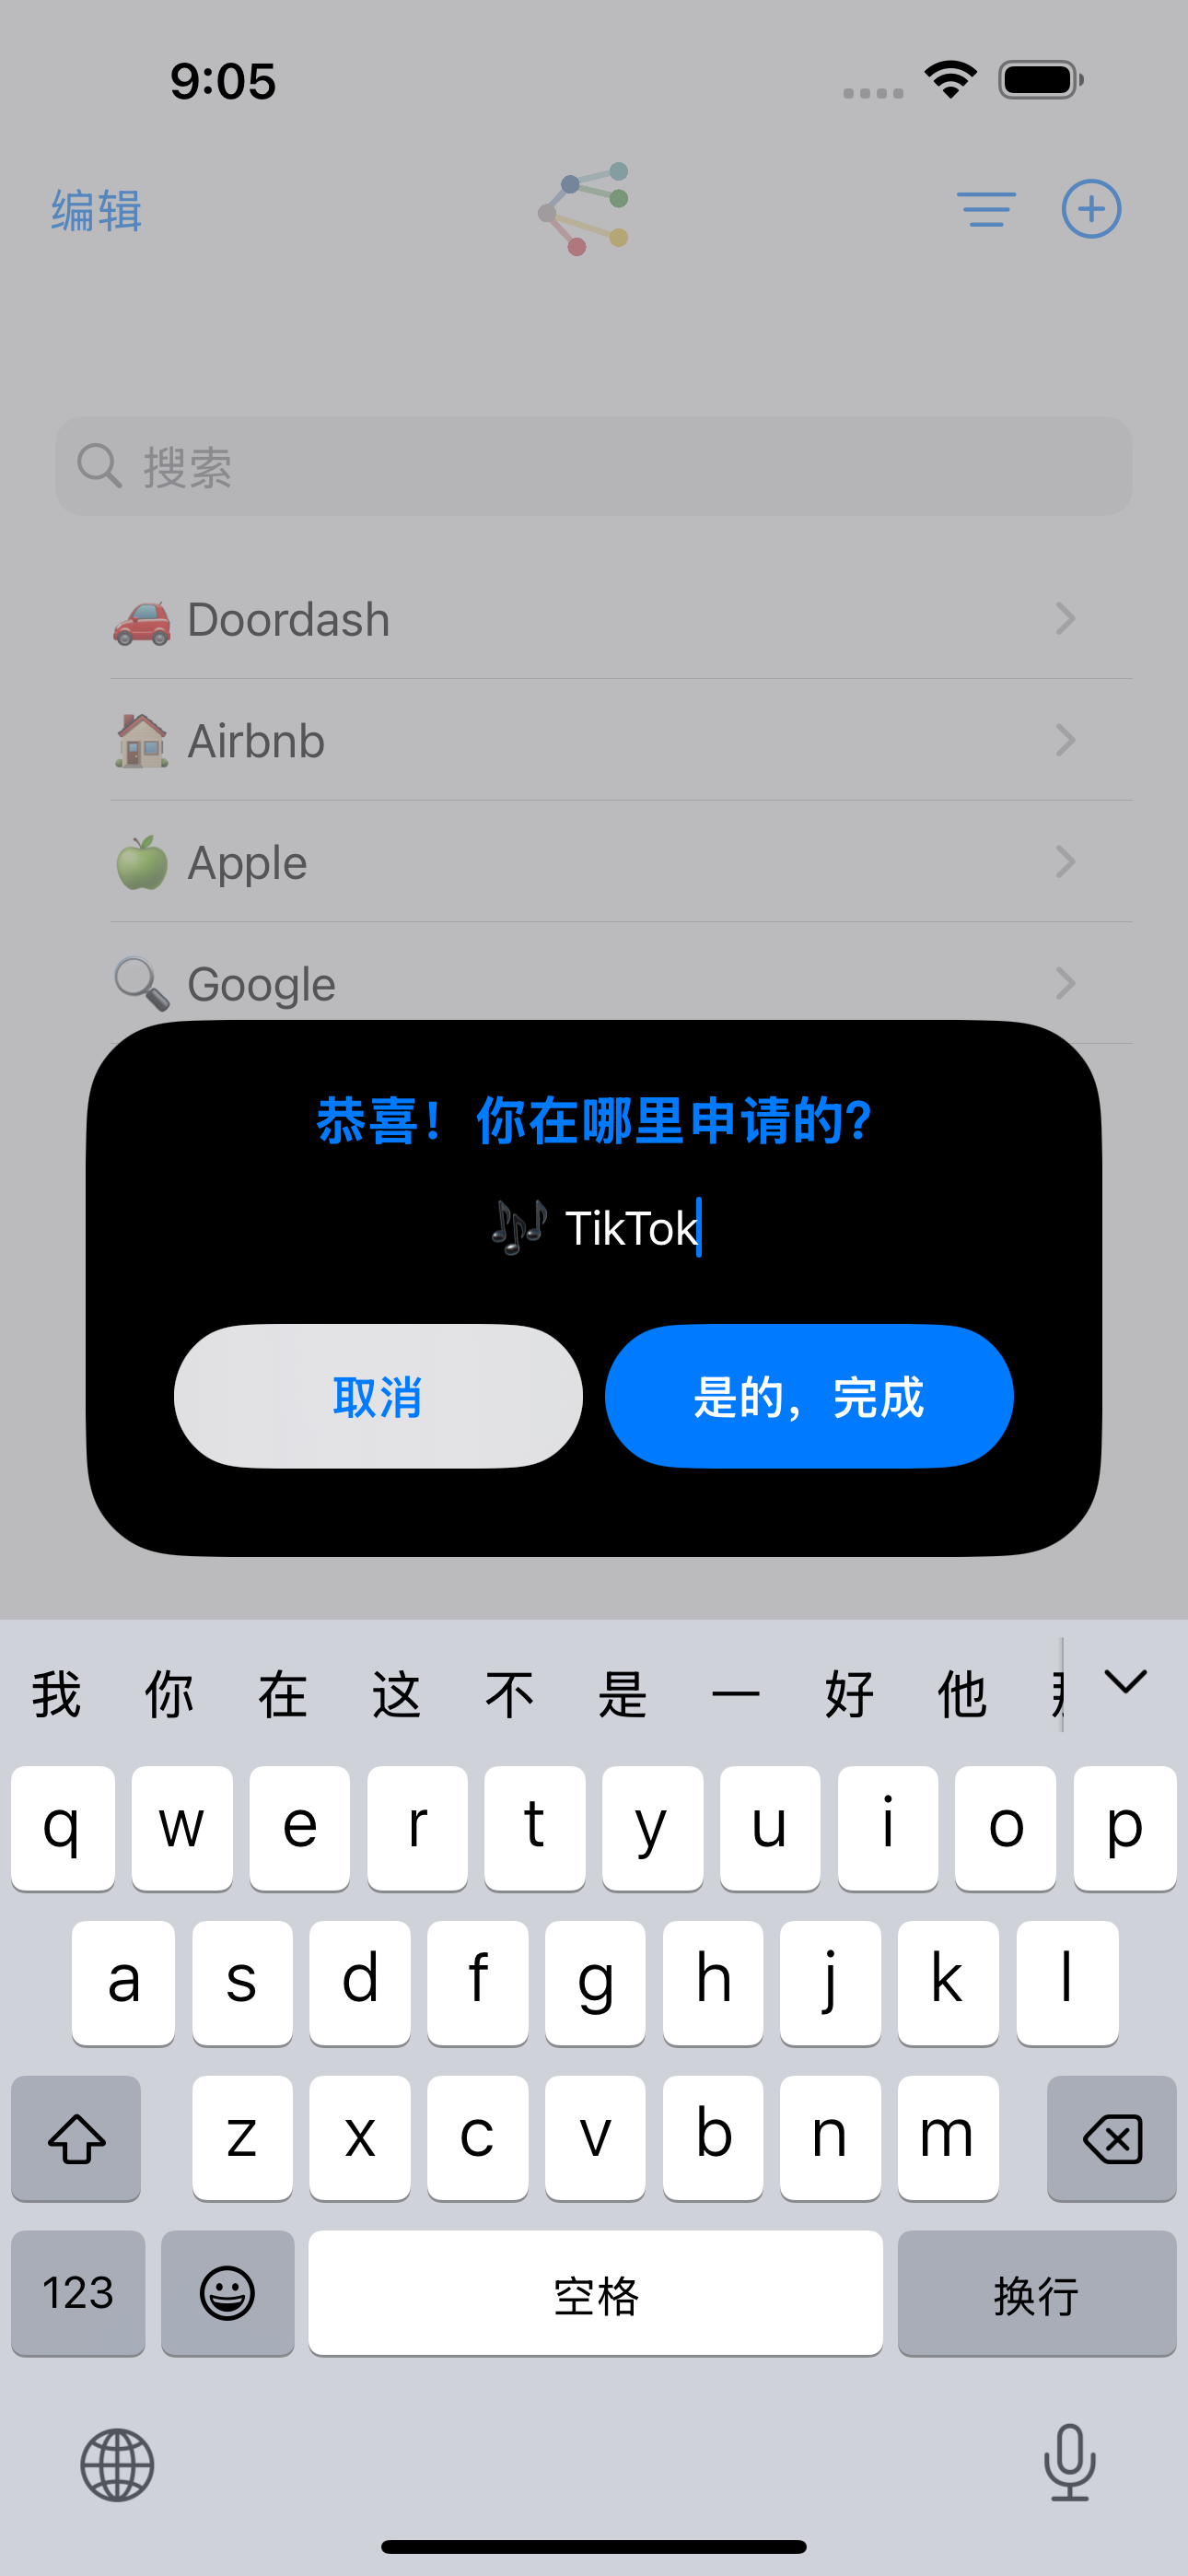 9:05
编辑
搜索
🚗 Doordash
🏠 Airbnb
🍏 Apple
🔍 Google
恭喜！你在哪里申请的?
🎶 TikTok
取消
是的，完成
我 你 在 这 不 是 一 好 他
q w e r t y u i o p
a s d f g h j k l
z x c v b n m
123 空格 换行